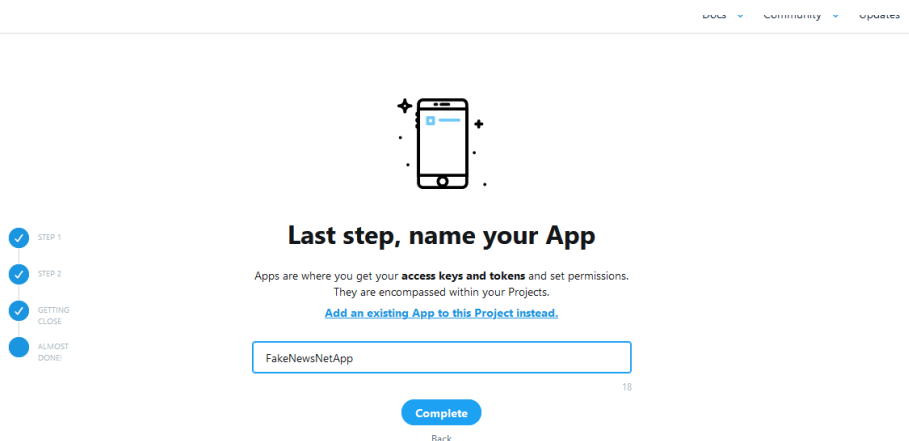 Docs Community Updates
Last step, name your App
Apps are where you get your access keys and tokens and set permissions.
They are encompassed within your Projects.
Add an existing App to this Project instead.
STEP 1
STEP 2
GETTING
CLOSE
ALMOST
DONE!
FakeNewsNetApp
18
Complete
Back